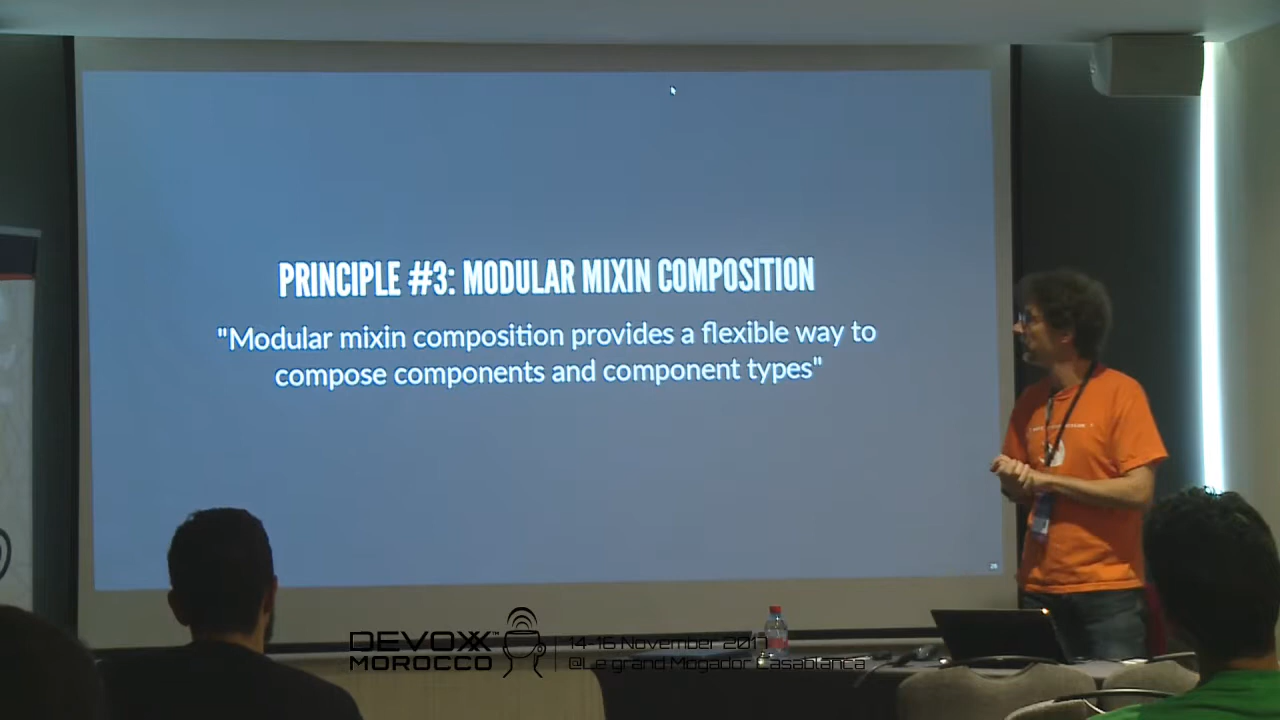 PRINCIPLE #3: MODULAR MIXIN COMPOSITION
"Modular mixin composition provides a flexible way to
compose components and component types"
DEVOXX™
MOROCCO
14-16 November 2017
@Le grand Mogador Casablanca